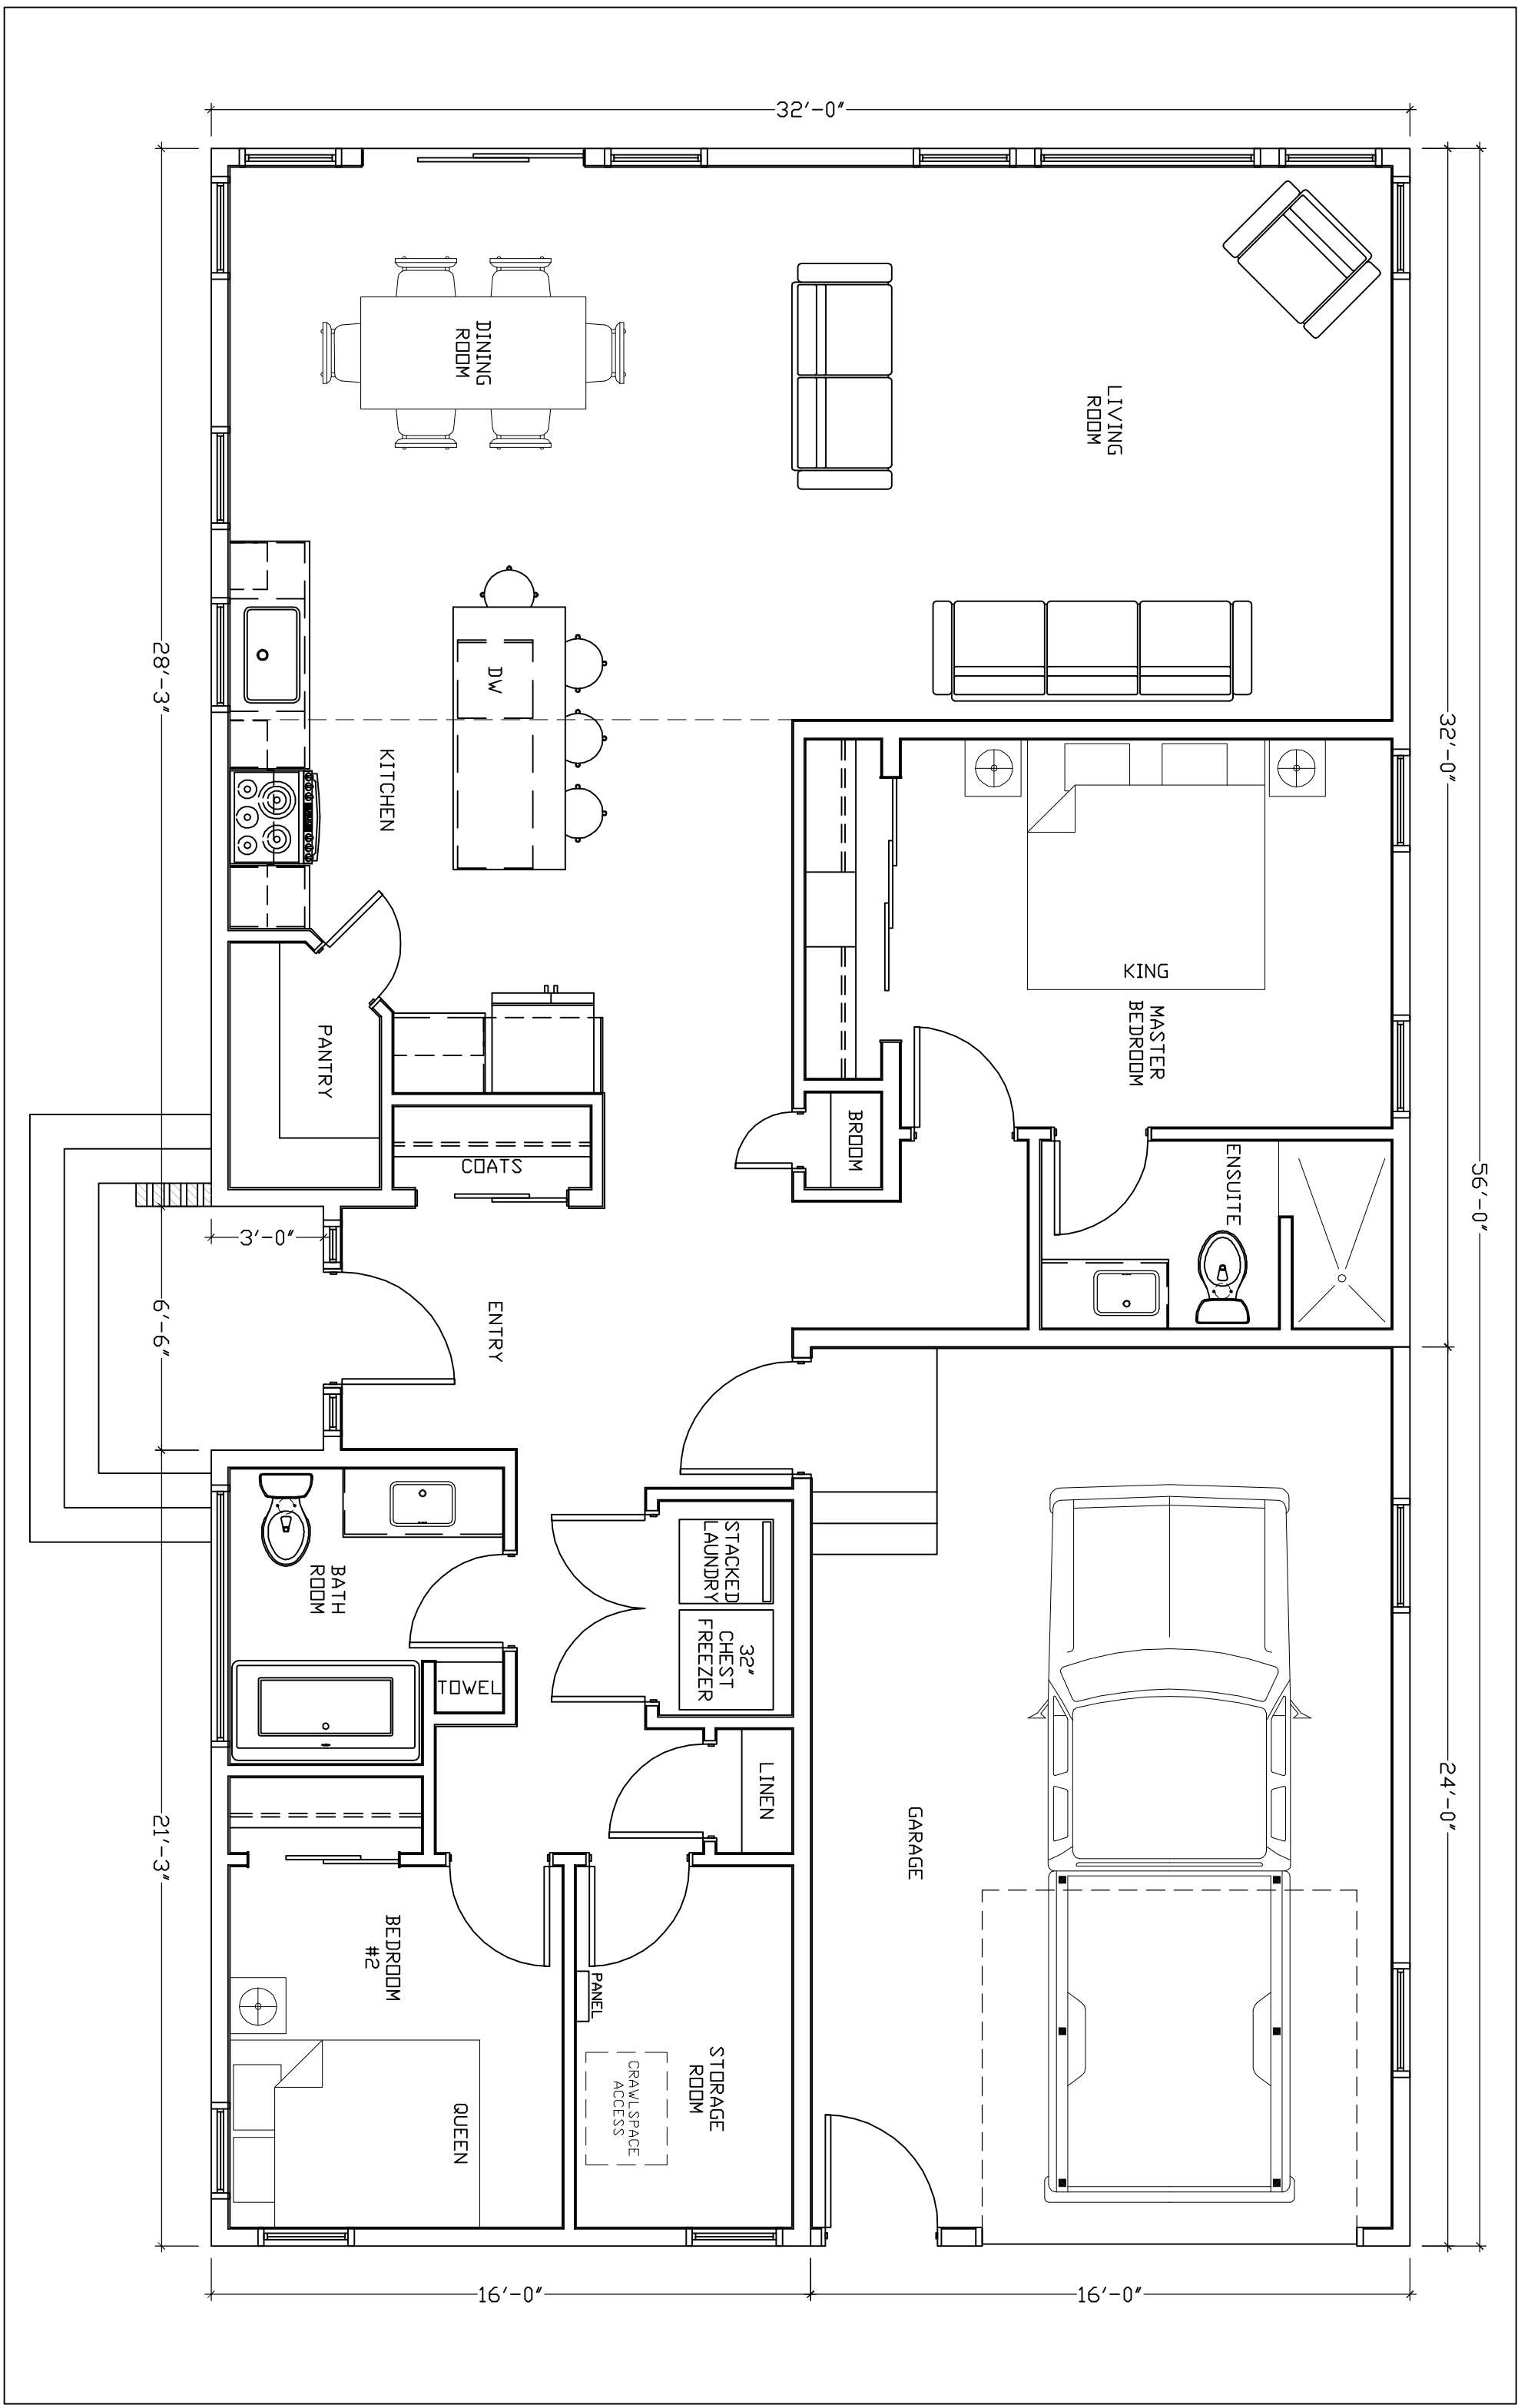 32'-0"
DINING
ROOM
LIVING
ROOM
28'-3"
32'-0"
56'-0"
DW
KITCHEN
KING
MASTER
BEDROOM
PANTRY
BROOM
COATS
ENSUITE
3'-0"
6'-6"
ENTRY
STACKED
LAUNDRY
32"
CHEST
FREEZER
BATH
ROOM
TOWEL
LINEN
GARAGE
24'-0"
21'-3"
BEDROOM
#2
PANEL
STORAGE
ROOM
CRAWLSPACE
ACCESS
QUEEN
16'-0"
16'-0"